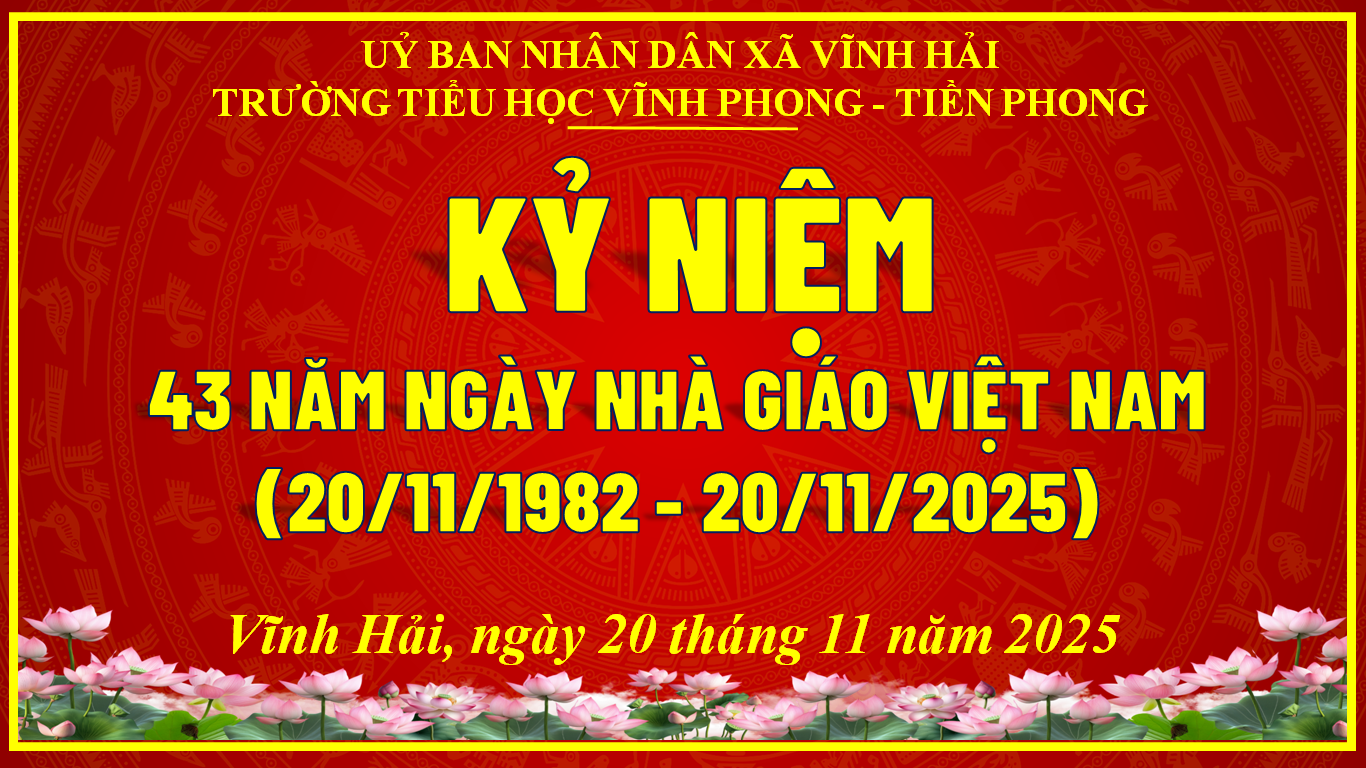 UỶ BAN NHÂN DÂN XÃ VĨNH HẢI
TRƯỜNG TIỂU HỌC VĨNH PHONG - TIỀN PHONG
KỶ NIỆM
43 NĂM NGÀY NHÀ GIÁO VIỆT NAM
(20/11/1982 - 20/11/2025)
Vĩnh Hải, ngày 20 tháng 11 năm 2025